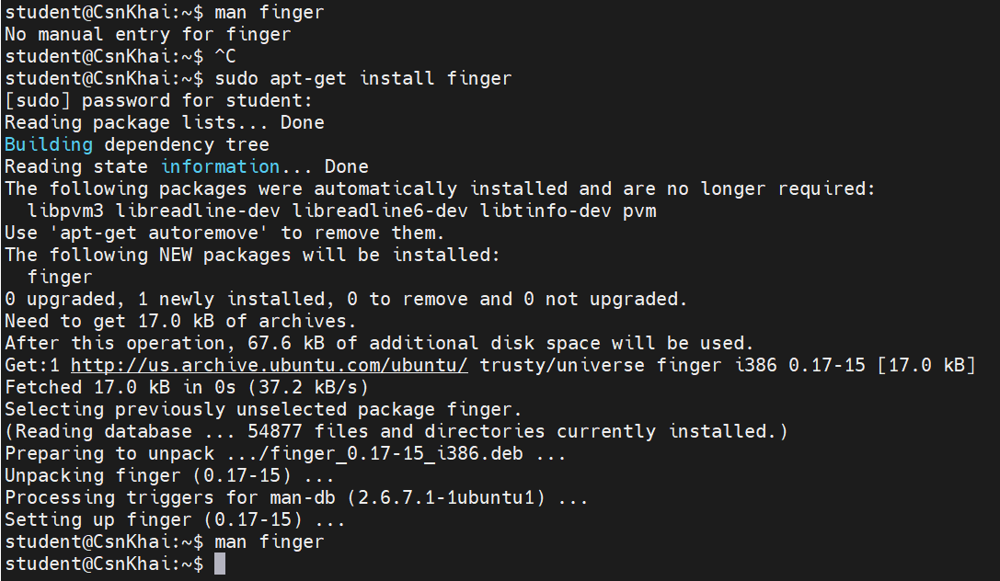 student@CsnKhai:~$ man finger
No manual entry for finger
student@CsnKhai:~$ ^C
student@CsnKhai:~$ sudo apt-get install finger
[sudo] password for student:
Reading package lists... Done
Building dependency tree
Reading state information... Done
The following packages were automatically installed and are no longer required:
  libpvm3 libreadline-dev libreadline6-dev libtinfo-dev pvm
Use 'apt-get autoremove' to remove them.
The following NEW packages will be installed:
  finger
0 upgraded, 1 newly installed, 0 to remove and 0 not upgraded.
Need to get 17.0 kB of archives.
After this operation, 67.6 kB of additional disk space will be used.
Get:1 http://us.archive.ubuntu.com/ubuntu/ trusty/universe finger i386 0.17-15 [17.0 kB]
Fetched 17.0 kB in 0s (37.2 kB/s)
Selecting previously unselected package finger.
(Reading database ... 54877 files and directories currently installed.)
Preparing to unpack .../finger_0.17-15_i386.deb ...
Unpacking finger (0.17-15) ...
Processing triggers for man-db (2.6.7.1-1ubuntu1) ...
Setting up finger (0.17-15) ...
student@CsnKhai:~$ man finger
student@CsnKhai:~$